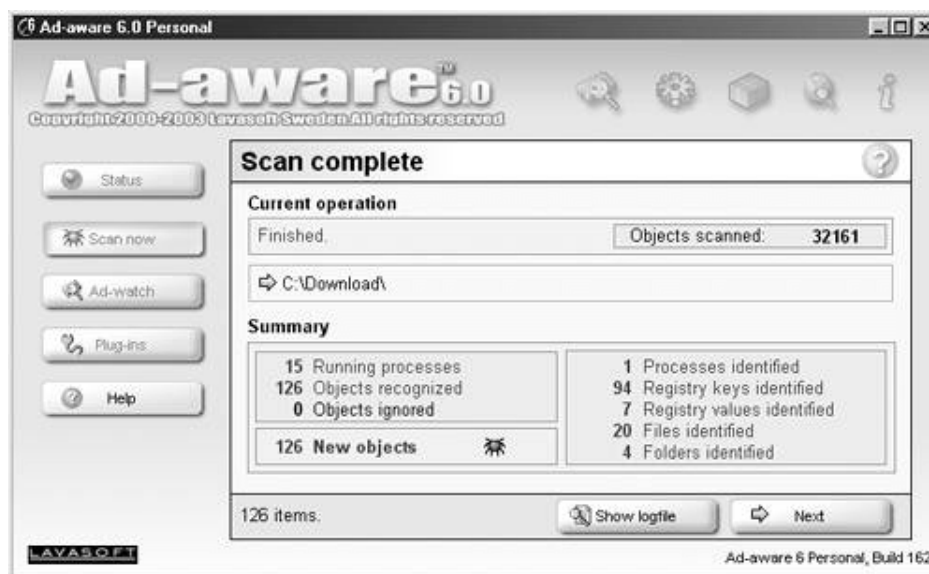 Ad-aware 6.0 Personal
Ad-aware 6.0
TM
Copyright 2000-2003 Lavasoft Sweden. All rights reserved
Status
Scan now
Ad-watch
Plug-ins
Help
Scan complete
Current operation
Finished.
Objects scanned: 32161
C:\Download\
Summary
15 Running processes
126 Objects recognized
0 Objects ignored
126 New objects
1 Processes identified
94 Registry keys identified
7 Registry values identified
20 Files identified
4 Folders identified
126 items.
Show logfile
Next
LAVASOFT
Ad-aware 6 Personal, Build 162